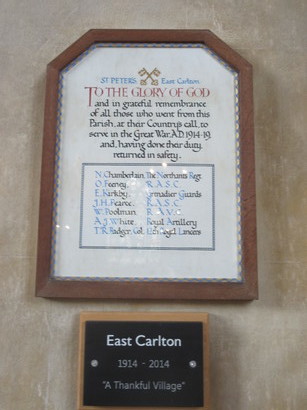 ST PETERS, East Carlton
TO THE GLORY OF GOD
and in grateful remembrance
of all those who went from this
Parish, at their Country's call, to
serve in the Great War, A.D. 1914-19
and, having done their duty,
returned in safety.
N. Chamberlain, The Northants Regt.
O. Feeney, R.A.S.C.
E. Kirkby, Grenadier Guards
J.H. Pearce, R.A.S.C.
W. Poolman, R.A.V.C.
A.J. White, Royal Artillery
T.R. Badger, Royal Lancers
East Carlton
1914 - 2014
"A Thankful Village"